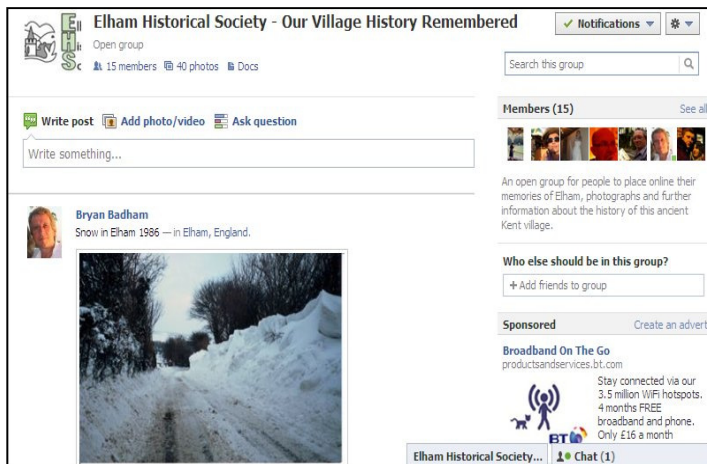 Elham Historical Society - Our Village History Remembered
Open group
15 members 40 photos Docs
Notifications
Search this group
Write post Add photo/video Ask question
Write something...
Bryan Badham
Snow in Elham 1986 — in Elham, England.
Members (15) See all
An open group for people to place online their
memories of Elham, photographs and further
information about the history of this ancient
Kent village.
Who else should be in this group?
+ Add friends to group
Sponsored Create an advert
Broadband On The Go
productsandservices.bt.com
Stay connected via our
3.5 million WiFi hotspots.
4 months FREE
broadband and phone.
Only £16 a month
BT
Elham Historical Society... Chat (1)